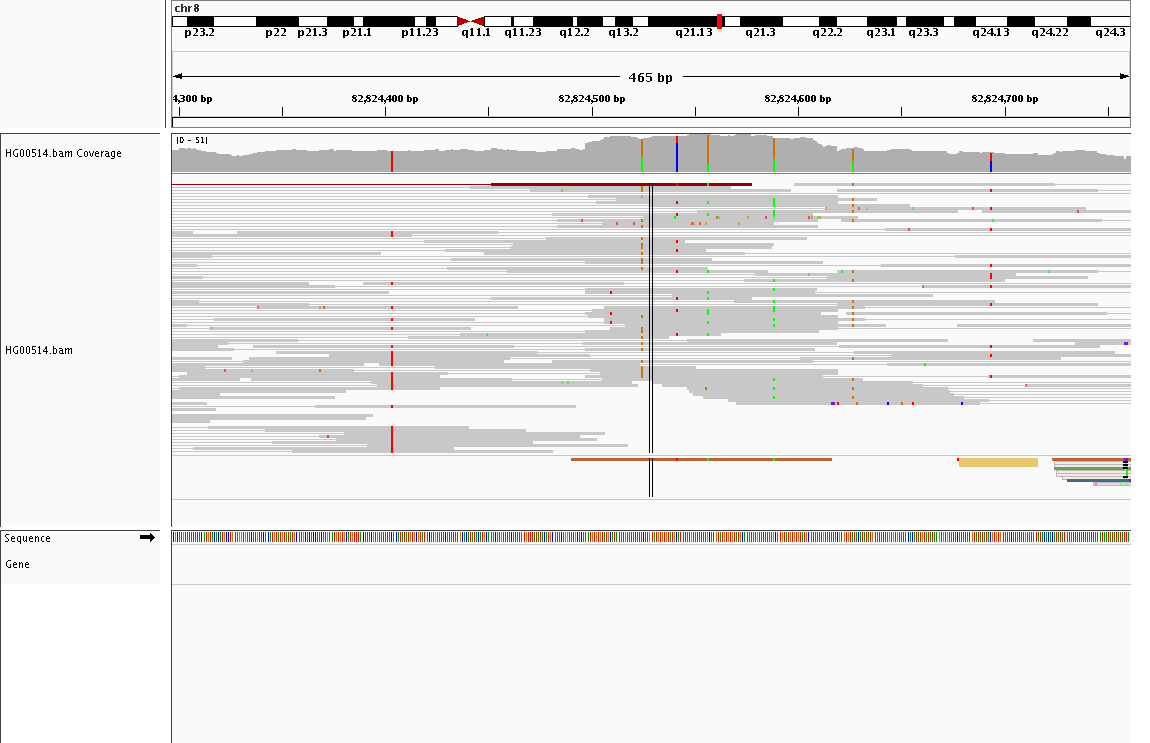 chr8
p23.2 p22 p21.3 p21.1 p11.23 q11.1 q11.23 q12.2 q13.2 q21.13 q21.3 q22.2 q23.1 q23.3 q24.13 q24.22 q24.3
465 bp
4,300 bp 82,824,400 bp 82,824,500 bp 82,824,600 bp 82,824,700 bp
[0 - 51]
HG00514.bam Coverage
HG00514.bam
Sequence
Gene